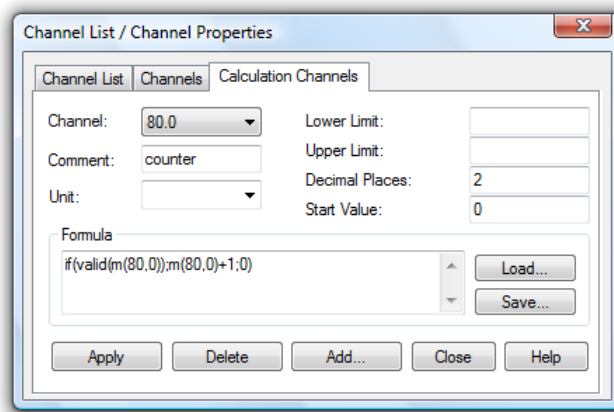 Channel List / Channel Properties
Channel List Channels Calculation Channels
Channel: 80.0 Lower Limit:
Comment: counter Upper Limit:
Unit: Decimal Places: 2
Start Value: 0
Formula
if(valid(m(80,0));m(80,0)+1;0)
Load...
Save...
Apply Delete Add... Close Help